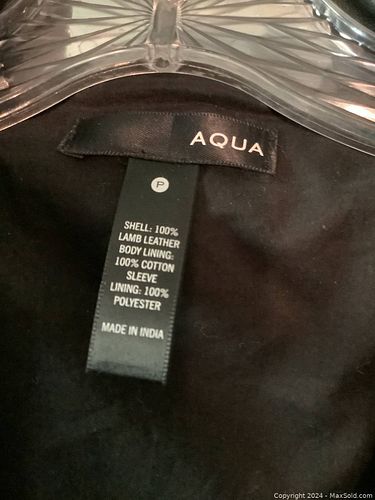 AQUA
P
SHELL: 100%
LAMB LEATHER
BODY LINING:
100% COTTON
SLEEVE
LINING: 100%
POLYESTER
MADE IN INDIA
Copyright 2024 - MaxSold.com